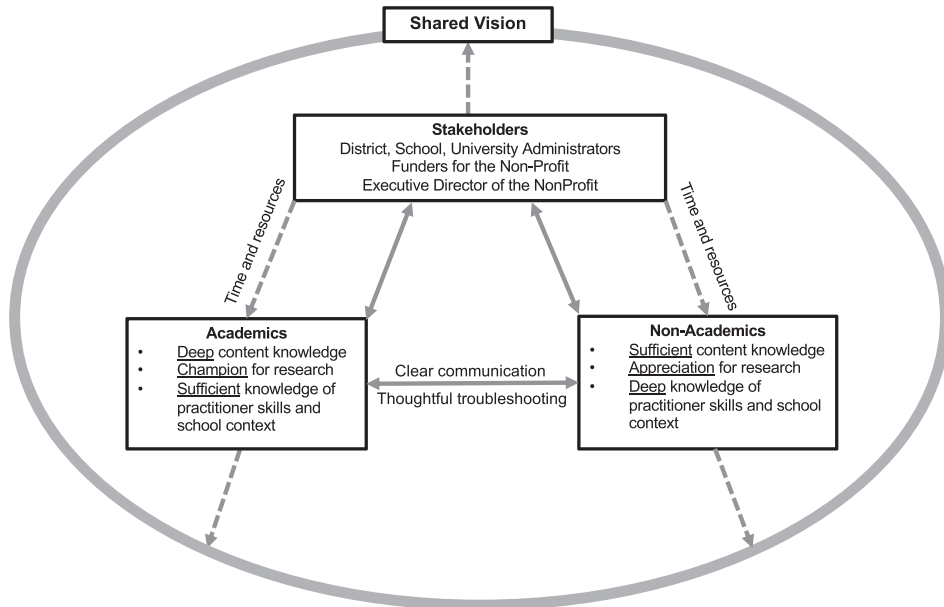 Shared Vision
Stakeholders
District, School, University Administrators
Funders for the Non-Profit
Executive Director of the NonProfit
Time and resources
Time and resources
Academics
• Deep content knowledge
• Champion for research
• Sufficient knowledge of
practitioner skills and
school context
Clear communication
Thoughtful troubleshooting
Non-Academics
• Sufficient content knowledge
• Appreciation for research
• Deep knowledge of
practitioner skills and school
context